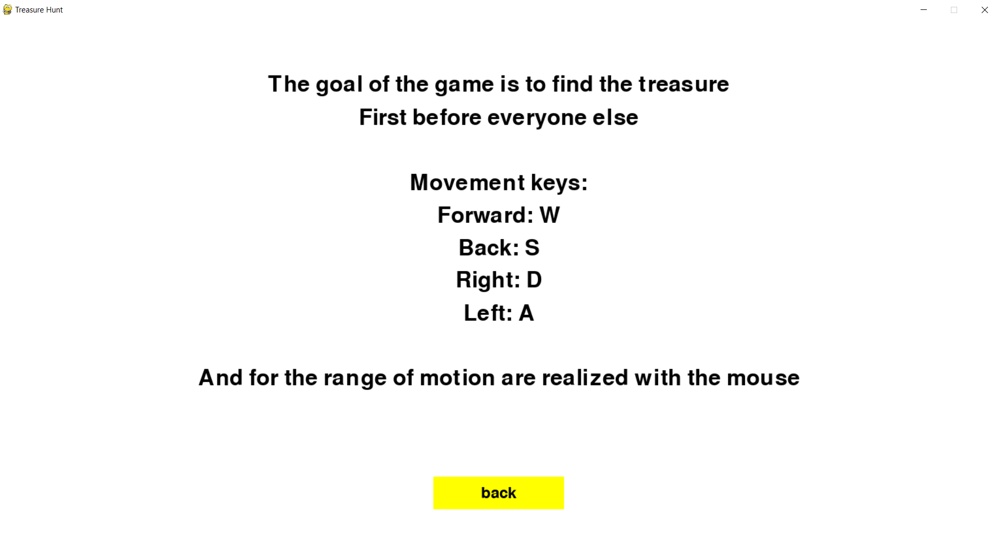 Treasure Hunt
The goal of the game is to find the treasure
First before everyone else
Movement keys:
Forward: W
Back: S
Right: D
Left: A
And for the range of motion are realized with the mouse
back